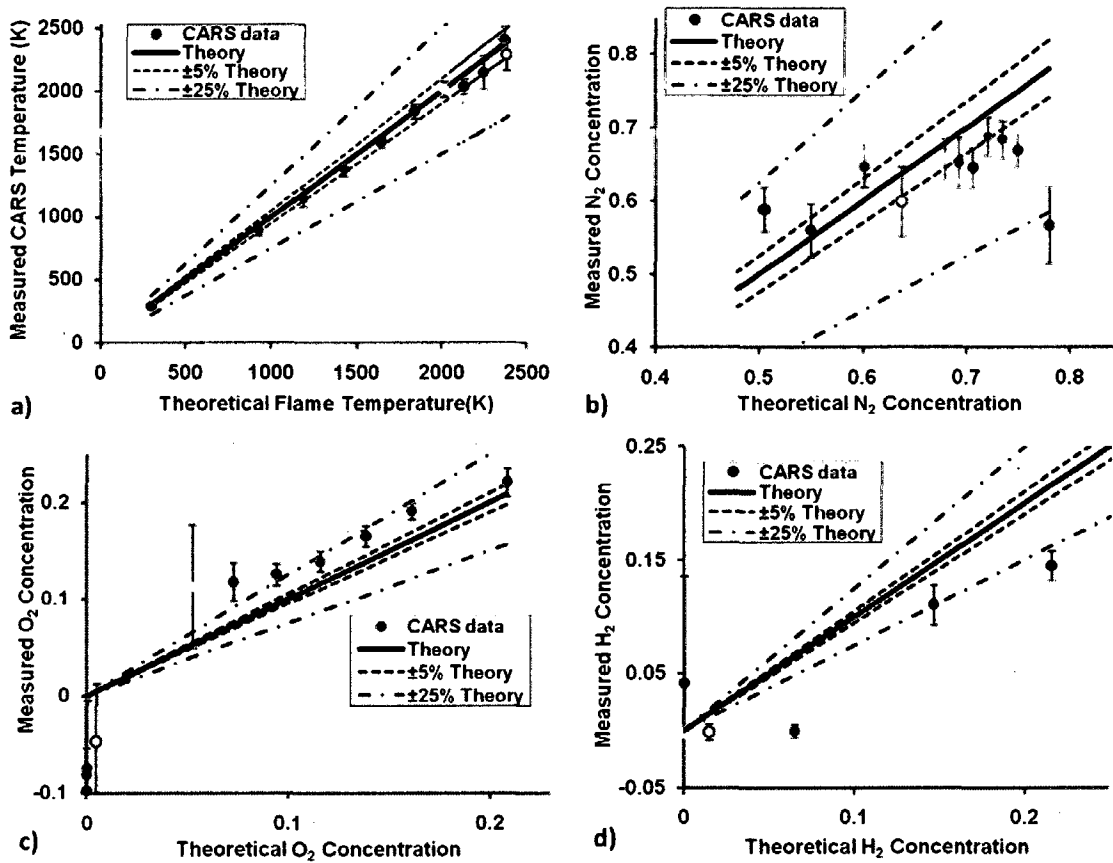 Measured CARS Temperature (K)
2500
2000
1500
1000
500
0
CARS data
Theory
±5% Theory
±25% Theory
0 500 1000 1500 2000 2500
Theoretical Flame Temperature(K)
a)
Measured N2 Concentration
0.8
0.7
0.6
0.5
0.4
CARS data
Theory
±5% Theory
±25% Theory
0.4 0.5 0.6 0.7 0.8
Theoretical N2 Concentration
b)
Measured O2 Concentration
0.2
0.1
0
-0.1
CARS data
Theory
±5% Theory
±25% Theory
0 0.1 0.2
Theoretical O2 Concentration
c)
Measured H2 Concentration
0.25
0.15
0.05
-0.05
CARS data
Theory
±5% Theory
±25% Theory
0 0.1 0.2
Theoretical H2 Concentration
d)